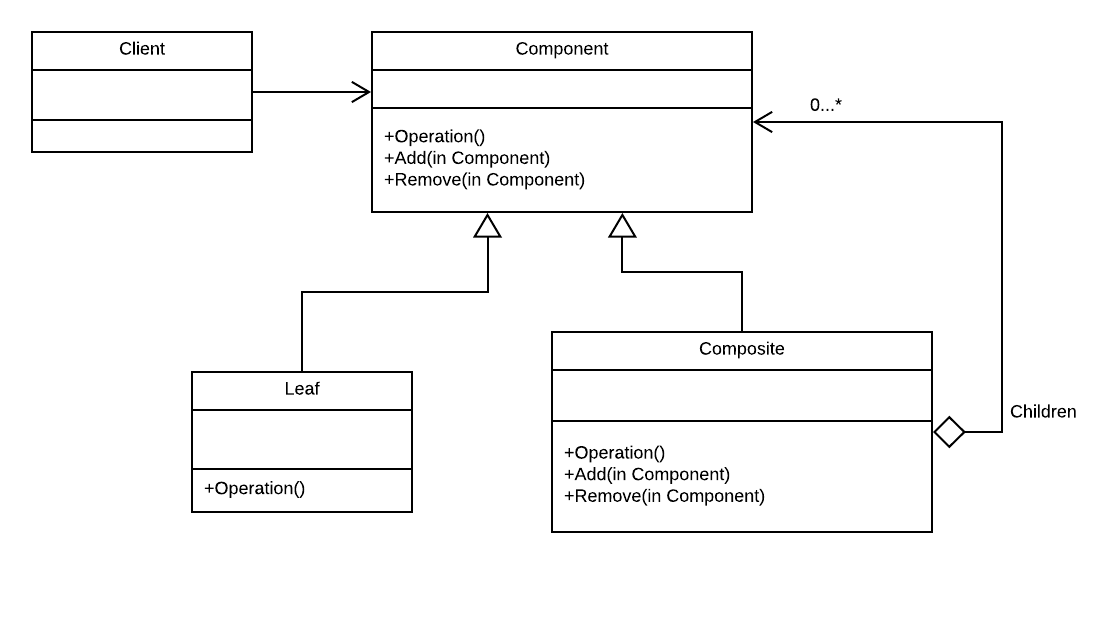 Client
Component
+Operation()
+Add(in Component)
+Remove(in Component)
0...*
Leaf
+Operation()
Composite
+Operation()
+Add(in Component)
+Remove(in Component)
Children